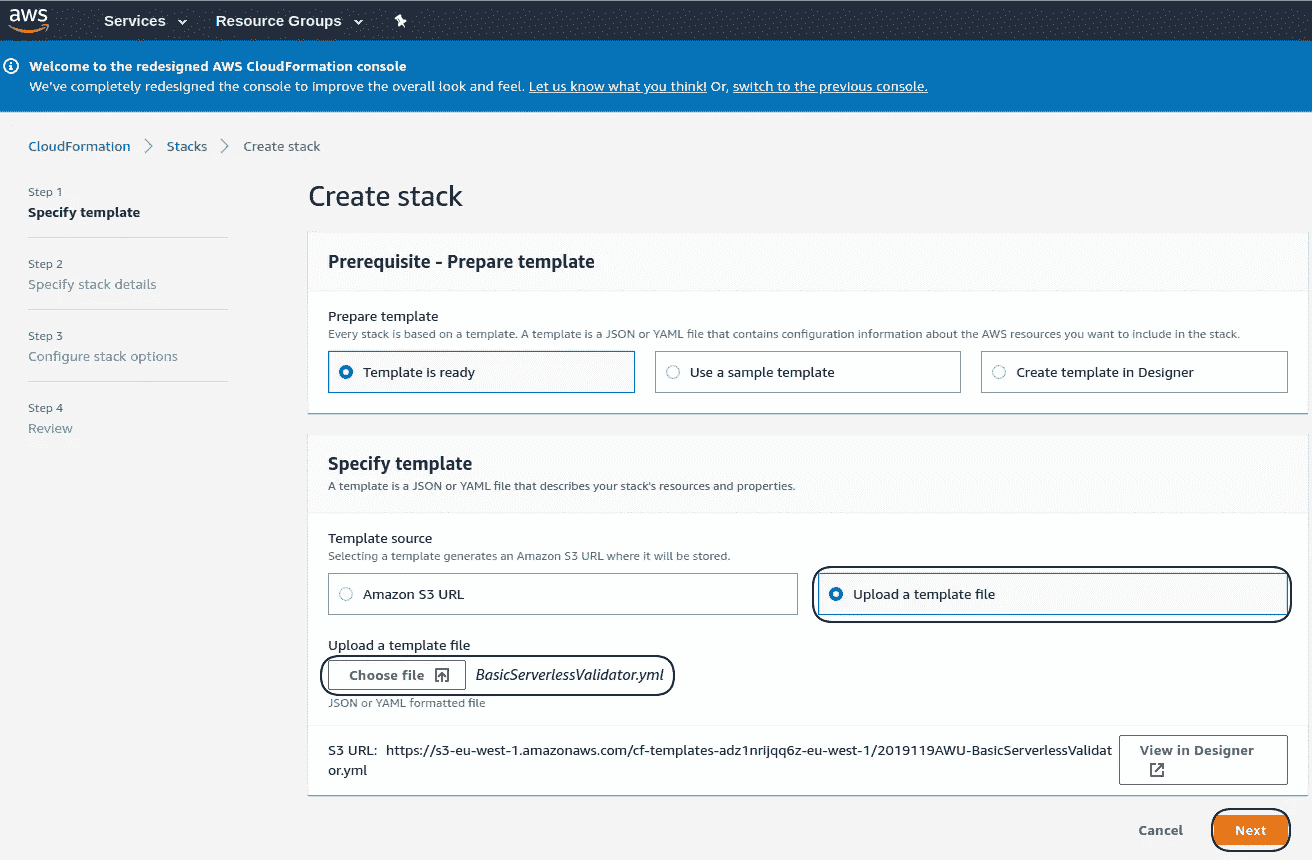 aws Services Resource Groups
Welcome to the redesigned AWS CloudFormation console
We've completely redesigned the console to improve the overall look and feel. Let us know what you think! Or, switch to the previous console.
CloudFormation Stacks Create stack
Step 1
Specify template
Step 2
Specify stack details
Step 3
Configure stack options
Step 4
Review
Create stack
Prerequisite - Prepare template
Prepare template
Every stack is based on a template. A template is a JSON or YAML file that contains configuration information about the AWS resources you want to include in the stack.
Template is ready Use a sample template Create template in Designer
Specify template
A template is a JSON or YAML file that describes your stack's resources and properties.
Template source
Selecting a template generates an Amazon S3 URL where it will be stored.
Amazon S3 URL Upload a template file
Upload a template file
Choose file BasicServerlessValidator.yml
JSON or YAML formatted file
S3 URL: https://s3-eu-west-1.amazonaws.com/cf-templates-adz1nrijqq6z-eu-west-1/2019119AWU-BasicServerlessValidat
or.yml
View in Designer
Cancel Next